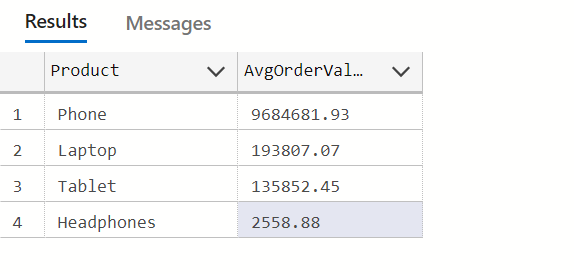 Results Messages
Product AvgOrderVal…
1 Phone 9684681.93
2 Laptop 193807.07
3 Tablet 135852.45
4 Headphones 2558.88